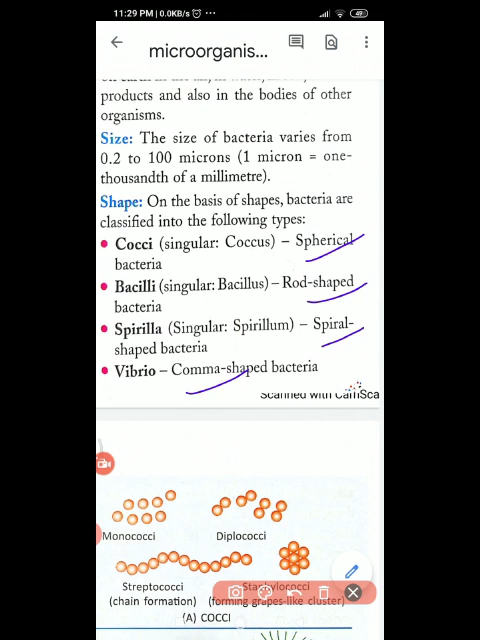 11:29 PM | 0.0KB/s
49
microorganis...
products and also in the bodies of other
organisms.
Size: The size of bacteria varies from
0.2 to 100 microns (1 micron = one-
thousandth of a millimetre).
Shape: On the basis of shapes, bacteria are
classified into the following types:
• Cocci (singular: Coccus) – Spherical
bacteria
• Bacilli (singular: Bacillus) – Rod-shaped
bacteria
• Spirilla (Singular: Spirillum) – Spiral-
shaped bacteria
• Vibrio – Comma-shaped bacteria
Scanned with CamSca
Monococci Diplococci
Streptococci Staphylococci
(chain formation) (forming grapes-like cluster)
(A) COCCI